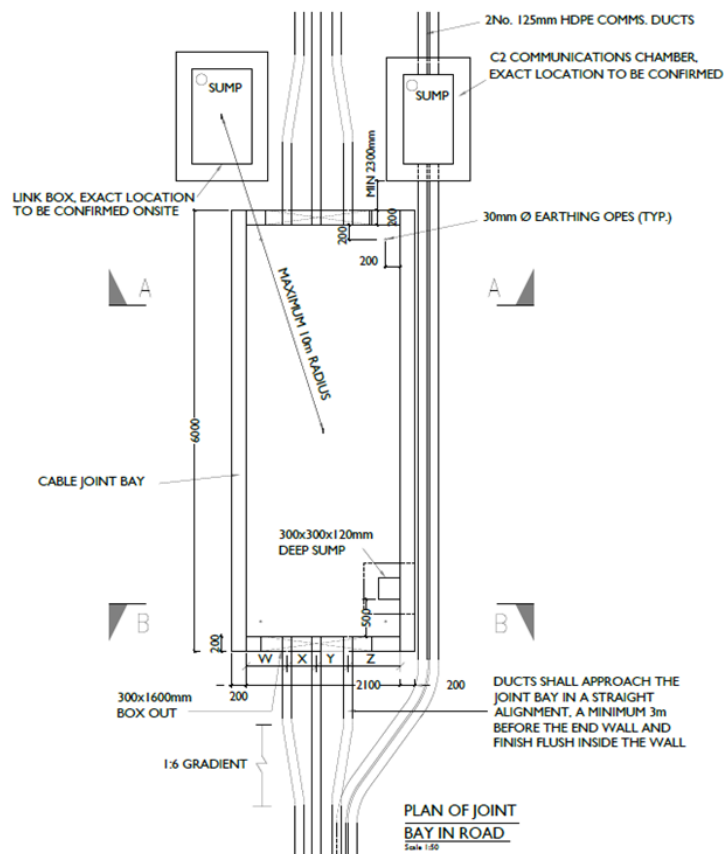 2No. 125mm HDPE COMMS. DUCTS
C2 COMMUNICATIONS CHAMBER,
EXACT LOCATION TO BE CONFIRMED
SUMP
SUMP
MIN 2300mm
LINK BOX, EXACT LOCATION
TO BE CONFIRMED ONSITE
200
30mm Ø EARTHING OPES (TYP.)
200
200
A
A
MAXIMUM 10m RADIUS
6000
CABLE JOINT BAY
300x300x120mm
DEEP SUMP
500
B
B
200
W X Y Z
300x1600mm
BOX OUT
200
2100
200
DUCTS SHALL APPROACH THE
JOINT BAY IN A STRAIGHT
ALIGNMENT, A MINIMUM 3m
BEFORE THE END WALL AND
FINISH FLUSH INSIDE THE WALL
1:6 GRADIENT
PLAN OF JOINT
BAY IN ROAD
Scale 1:50